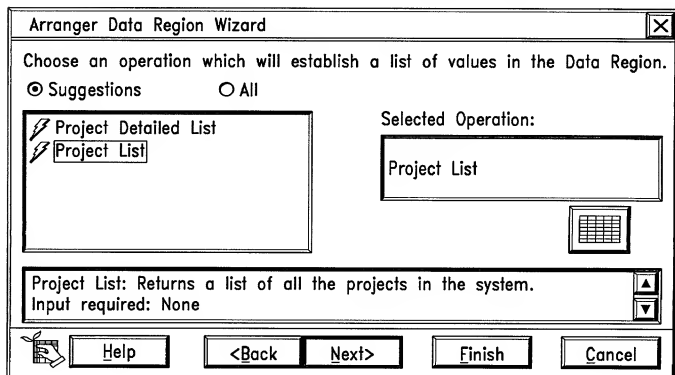 Arranger Data Region Wizard
Choose an operation which will establish a list of values in the Data Region.
Suggestions All
Project Detailed List
Project List
Selected Operation:
Project List
Project List: Returns a list of all the projects in the system.
Input required: None
Help <Back Next> Finish Cancel